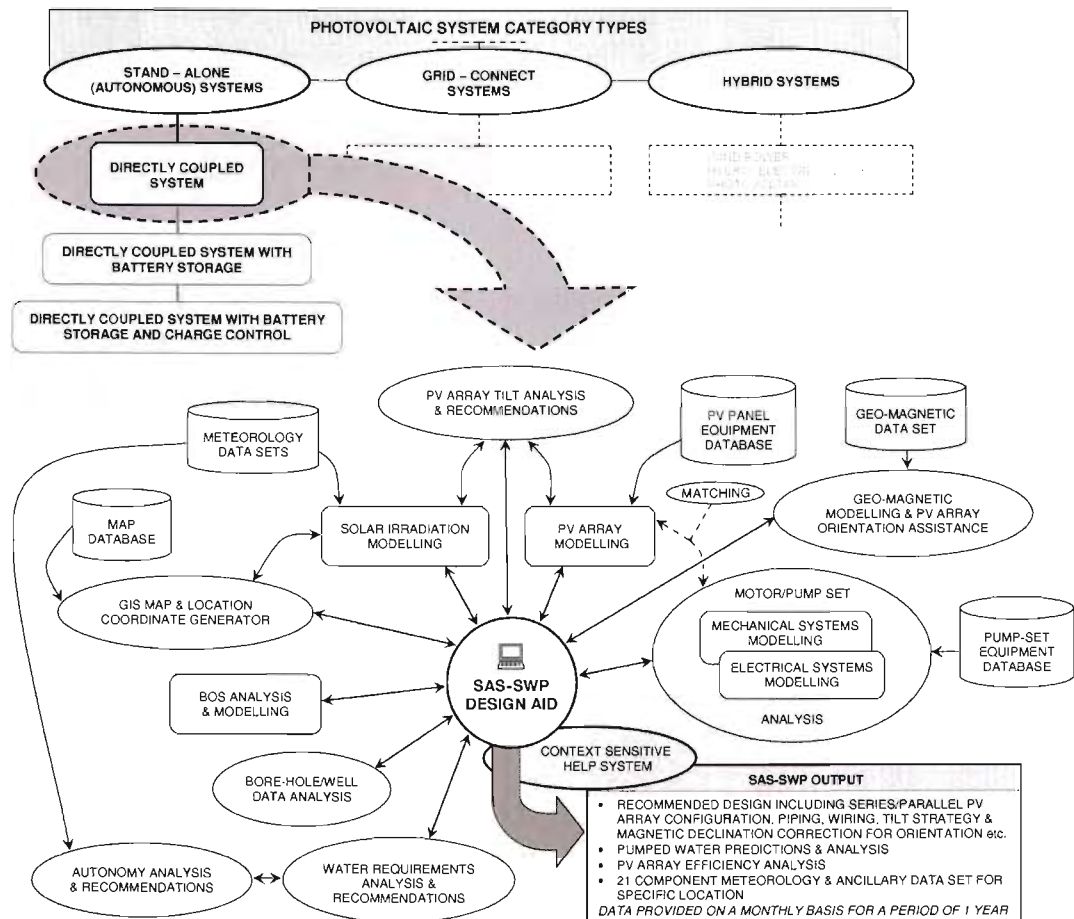 PHOTOVOLTAIC SYSTEM CATEGORY TYPES
STAND – ALONE
(AUTONOMOUS) SYSTEMS
GRID – CONNECT
SYSTEMS
HYBRID SYSTEMS
DIRECTLY COUPLED
SYSTEM
DIRECTLY COUPLED SYSTEM WITH
BATTERY STORAGE
DIRECTLY COUPLED SYSTEM WITH BATTERY
STORAGE AND CHARGE CONTROL
PV ARRAY TILT ANALYSIS
& RECOMMENDATIONS
PV PANEL
EQUIPMENT
DATABASE
GEO-MAGNETIC
DATA SET
METEOROLOGY
DATA SETS
MATCHING
MAP
DATABASE
SOLAR IRRADIATION
MODELLING
PV ARRAY
MODELLING
GEO-MAGNETIC
MODELLING & PV ARRAY
ORIENTATION ASSISTANCE
GIS MAP & LOCATION
COORDINATE GENERATOR
MOTOR/PUMP SET
MECHANICAL SYSTEMS
MODELLING
ELECTRICAL SYSTEMS
MODELLING
ANALYSIS
PUMP-SET
EQUIPMENT
DATABASE
SAS-SWP
DESIGN AID
BOS ANALYSIS
& MODELLING
CONTEXT SENSITIVE
HELP SYSTEM
BORE-HOLE/WELL
DATA ANALYSIS
AUTONOMY ANALYSIS
& RECOMMENDATIONS
WATER REQUIREMENTS
ANALYSIS &
RECOMMENDATIONS
SAS-SWP OUTPUT
• RECOMMENDED DESIGN INCLUDING SERIES/PARALLEL PV
ARRAY CONFIGURATION, PIPING, WIRING, TILT STRATEGY &
MAGNETIC DECLINATION CORRECTION FOR ORIENTATION etc.
• PUMPED WATER PREDICTIONS & ANALYSIS
• PV ARRAY EFFICIENCY ANALYSIS
• 21 COMPONENT METEOROLOGY & ANCILLARY DATA SET FOR
SPECIFIC LOCATION
DATA PROVIDED ON A MONTHLY BASIS FOR A PERIOD OF 1 YEAR